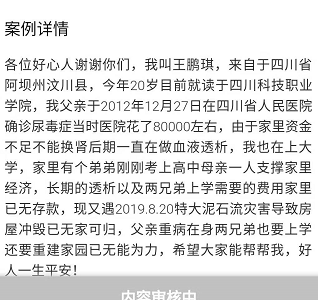 案例详情
各位好心人谢谢你们，我叫王鹏琪，来自于四川省
阿坝州汶川县，今年20岁目前就读于四川科技职业
学院，我父亲于2012年12月27日在四川省人民医院
确诊尿毒症当时医院花了80000左右，由于家里资金
不足不能换肾后期一直在做血液透析，我也在上大
学，家里有个弟弟刚刚考上高中母亲一人支撑家里
经济，长期的透析以及两兄弟上学需要的费用家里
已无存款，现又遇2019.8.20特大泥石流灾害导致房
屋冲毁已无家可归，父亲重病在身两兄弟也要上学
还要重建家园已无能为力，希望大家能帮帮我，好
人一生平安！
内容审核中